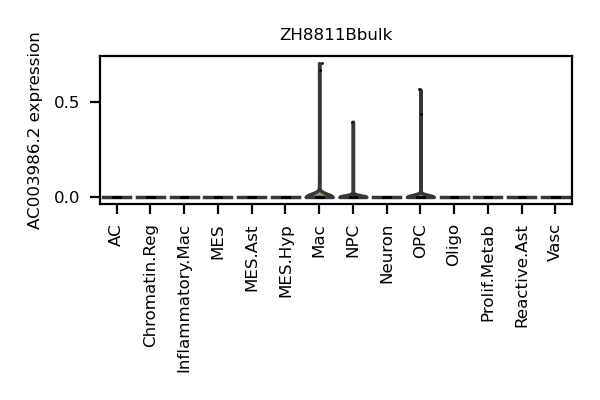 ZH8811Bbulk
AC003986.2 expression
0.5
0.0
AC
Chromatin.Reg
Inflammatory.Mac
MES
MES.Ast
MES.Hyp
Mac
NPC
Neuron
OPC
Oligo
Prolif.Metab
Reactive.Ast
Vasc